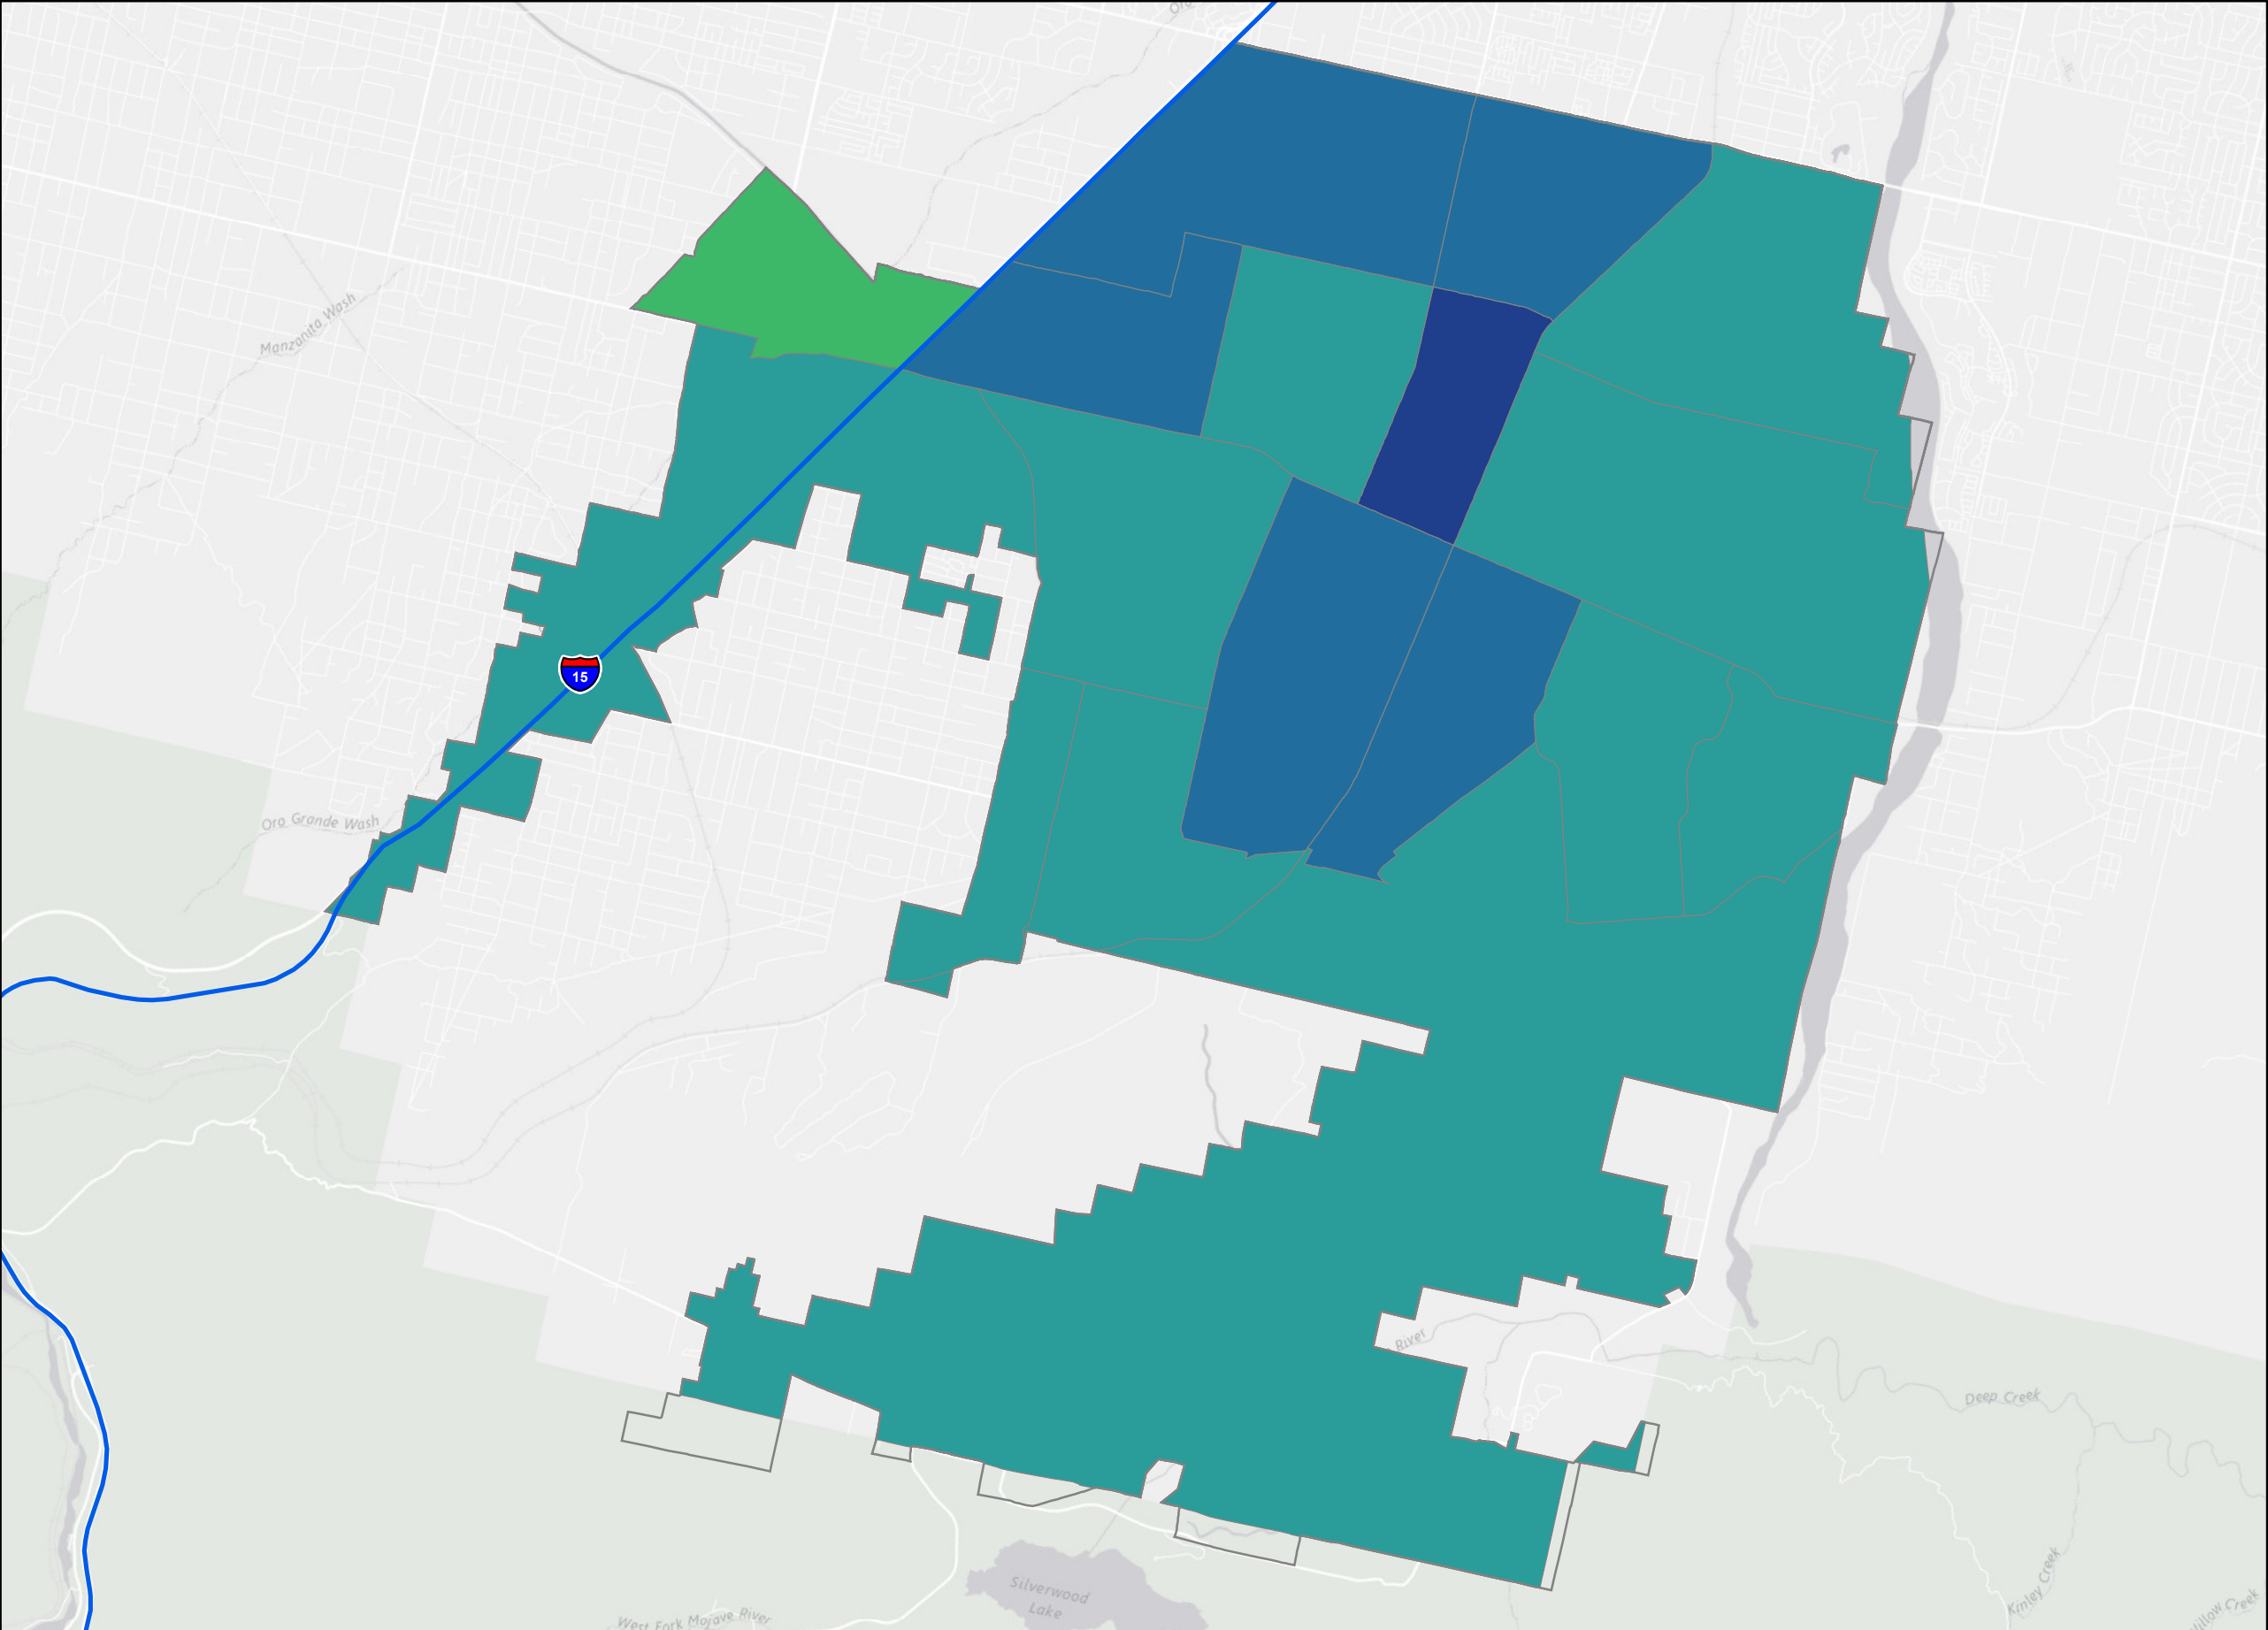 Oro
Manzanita Wash
15
Oro Grande Wash
River
Deep Creek
Silverwood
Lake
West Fork Mojave River
Kinley Creek
Willow Creek